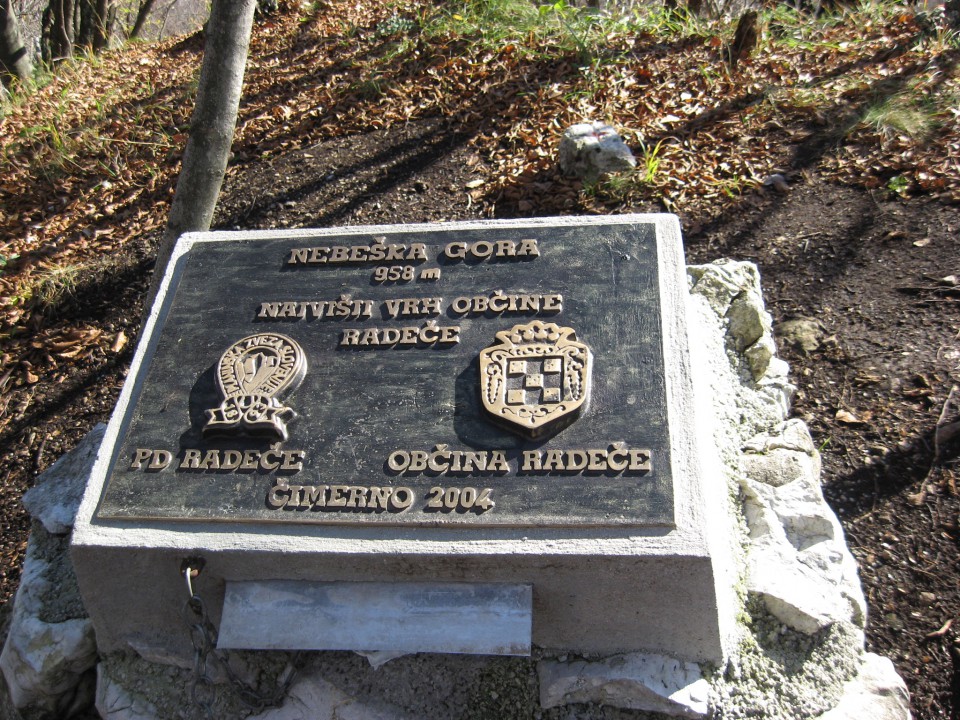 NEBEŠKA GORA
958 m
NAJVIŠJI VRH OBČINE
RADEČE
PD RADEČE
OBČINA RADEČE
ČIMERNO 2004